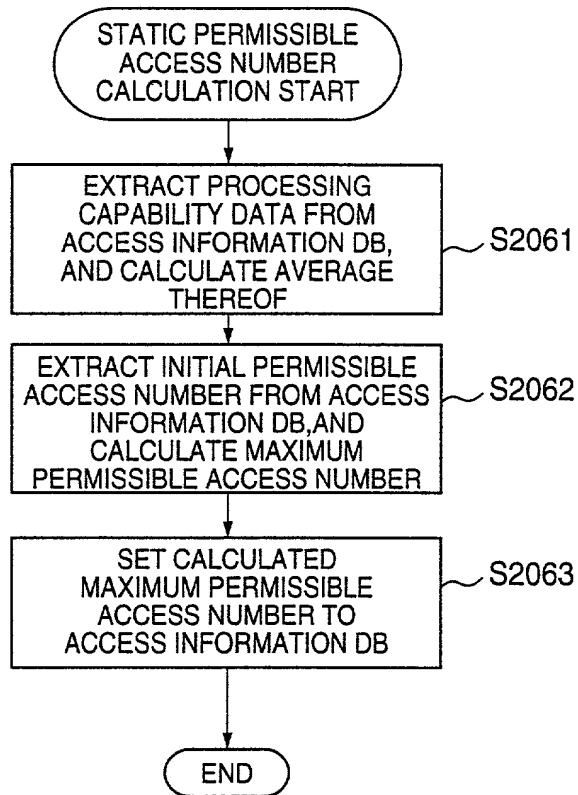 STATIC PERMISSIBLE
ACCESS NUMBER
CALCULATION START
EXTRACT PROCESSING
CAPABILITY DATA FROM
ACCESS INFORMATION DB,
AND CALCULATE AVERAGE
THEREOF
S2061
EXTRACT INITIAL PERMISSIBLE
ACCESS NUMBER FROM ACCESS
INFORMATION DB,AND
CALCULATE MAXIMUM
PERMISSIBLE ACCESS NUMBER
S2062
SET CALCULATED
MAXIMUM PERMISSIBLE
ACCESS NUMBER TO
ACCESS INFORMATION DB
S2063
END